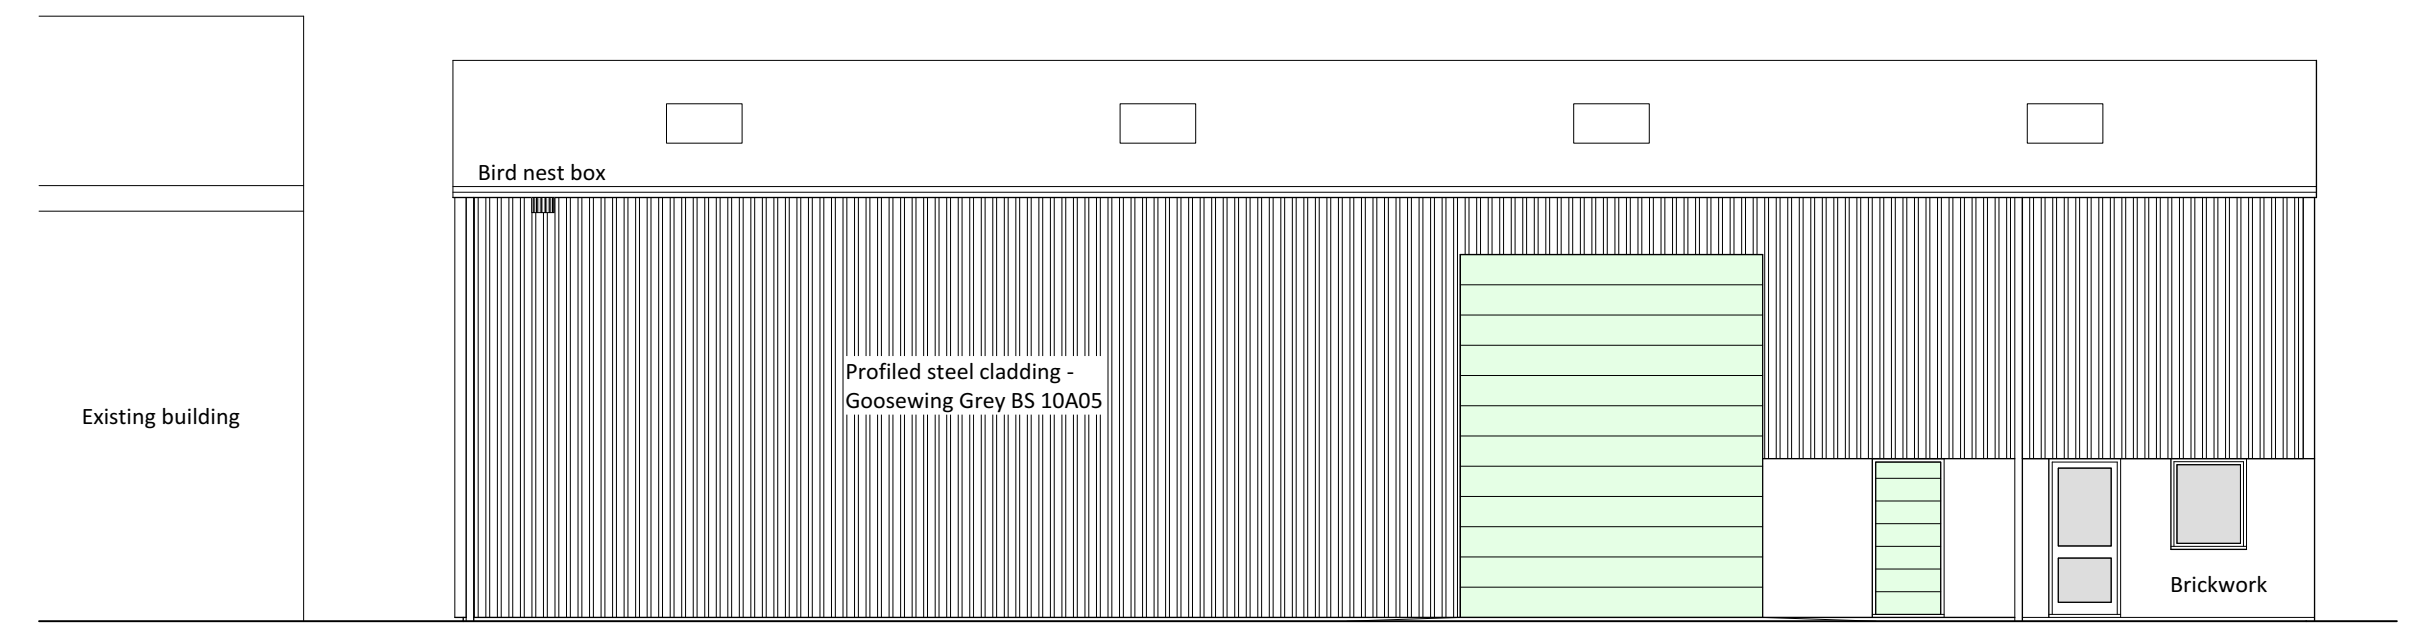 Bird nest box
Profiled steel cladding -
Goosewing Grey BS 10A05
Existing building
Brickwork